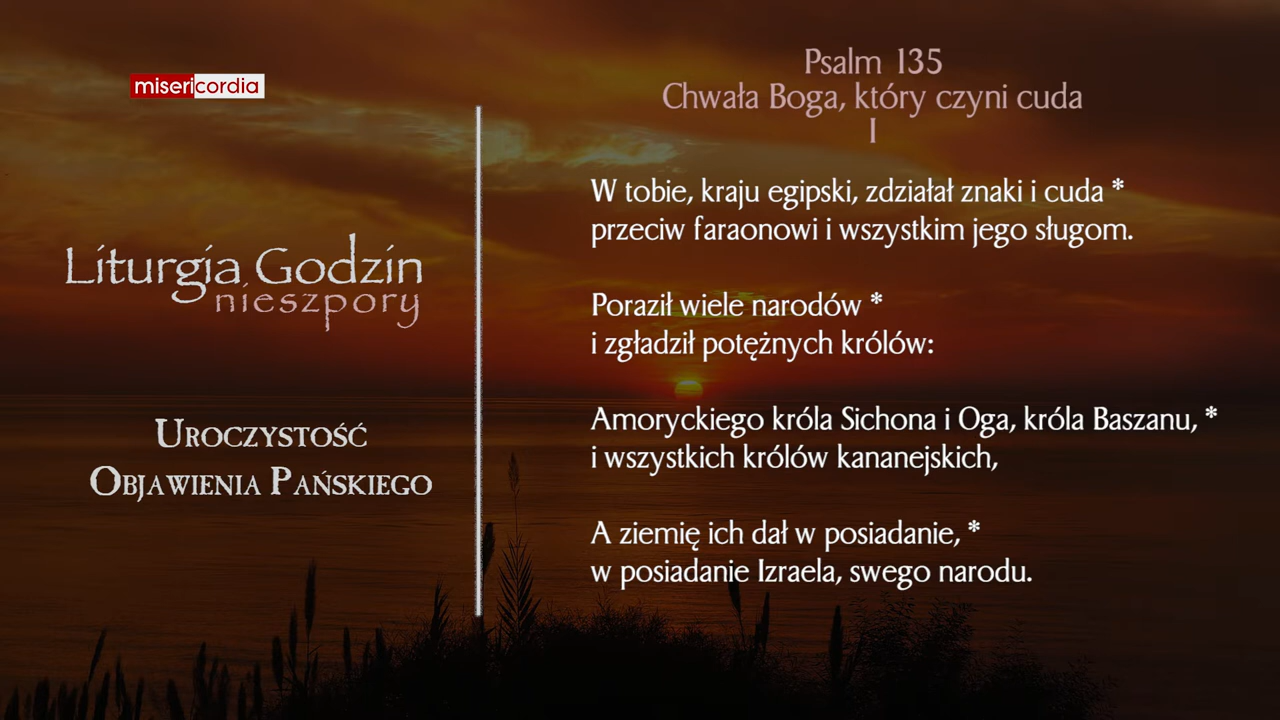 misericordia
Liturgia Godzin
nieszpory
Uroczystość
Objawienia Pańskiego
Psalm 135
Chwała Boga, który czyni cuda
I
W tobie, kraju egipski, zdziałał znaki i cuda *
przeciw faraonowi i wszystkim jego sługom.
Poraził wiele narodów *
i zgładził potężnych królów:
Amoryckiego króla Sichona i Oga, króla Baszanu, *
i wszystkich królów kananejskich,
A ziemię ich dał w posiadanie, *
w posiadanie Izraela, swego narodu.